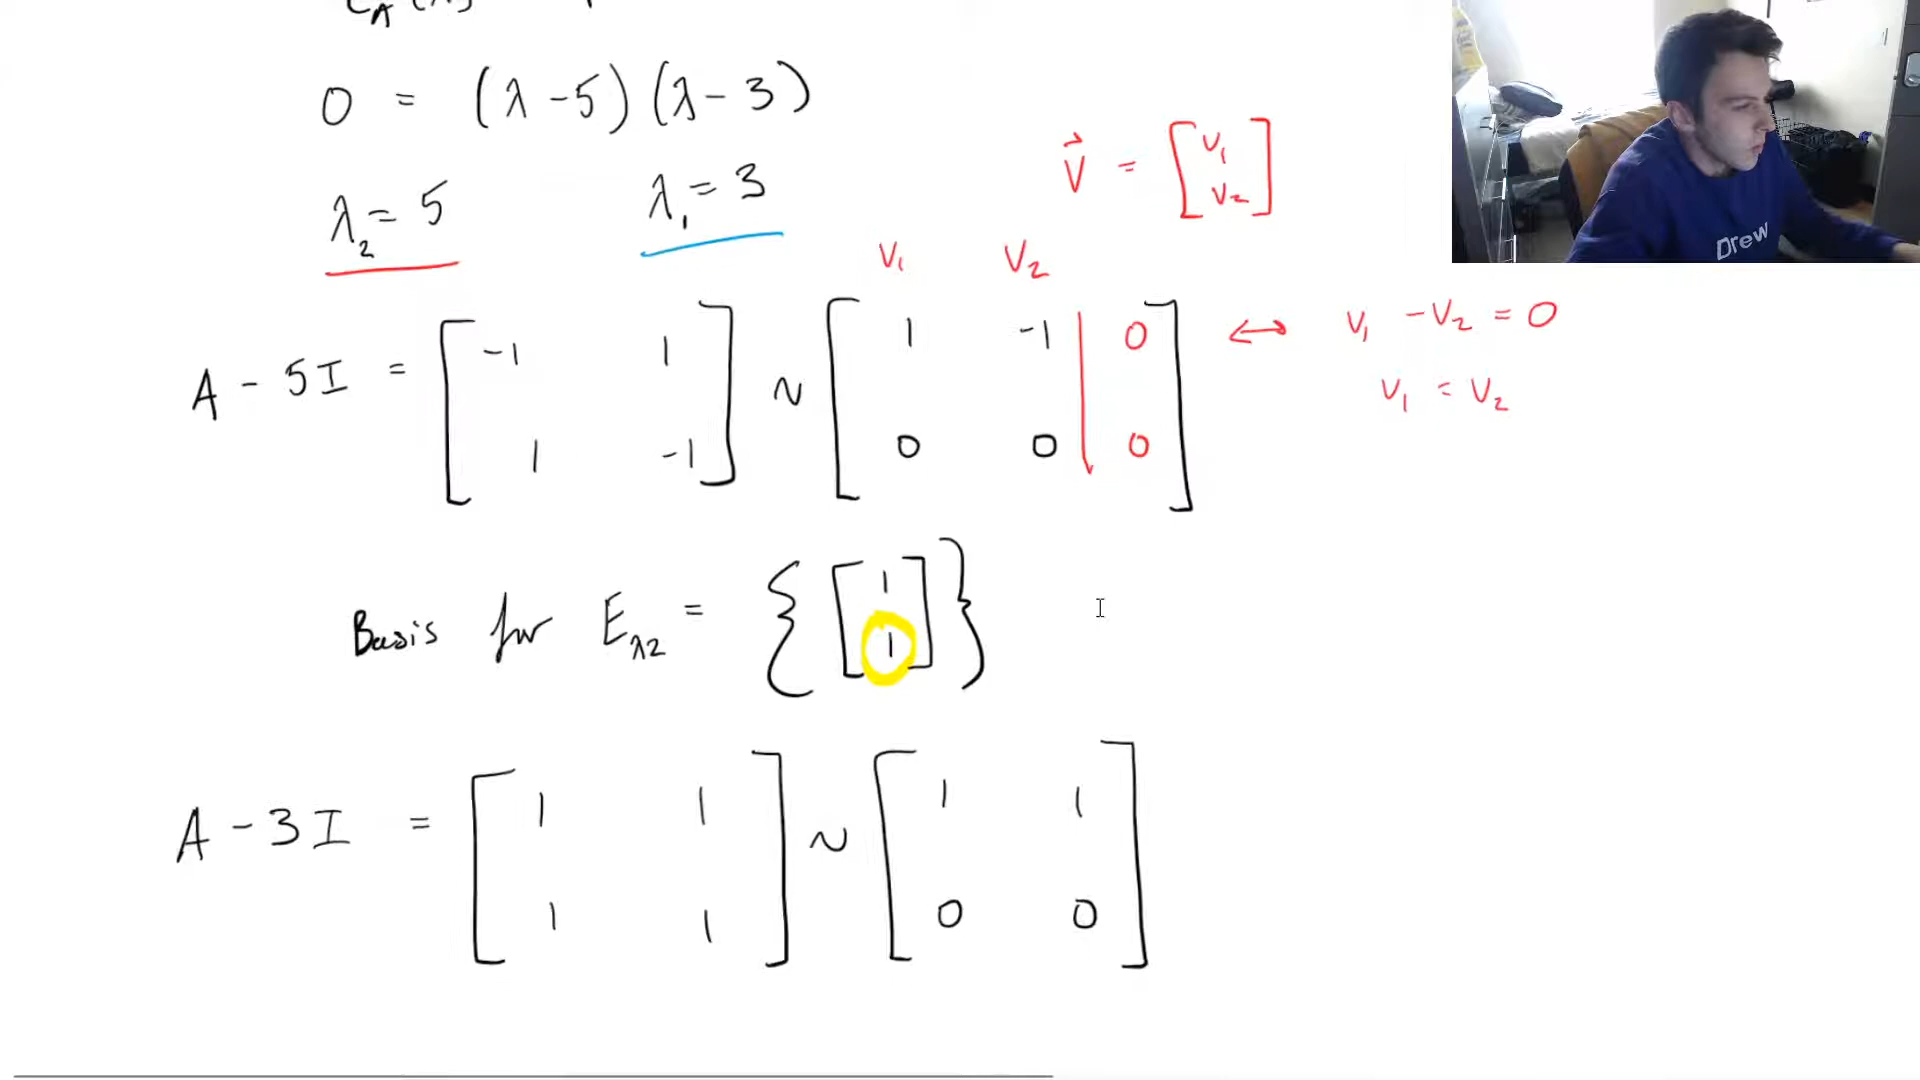 C_A (λ)
0 = (λ - 5) (λ - 3)
λ₂ = 5    λ₁ = 3
v⃗ = [v₁ v₂]
v₁ v₂
A - 5I = [-1 1; 1 -1] ~ [1 -1 | 0; 0 0 | 0] ↔ v₁ - v₂ = 0
v₁ = v₂
Basis for E_λ2 = { [1 1] }
A - 3I = [1 1; 1 1] ~ [1 1; 0 0]
Drew